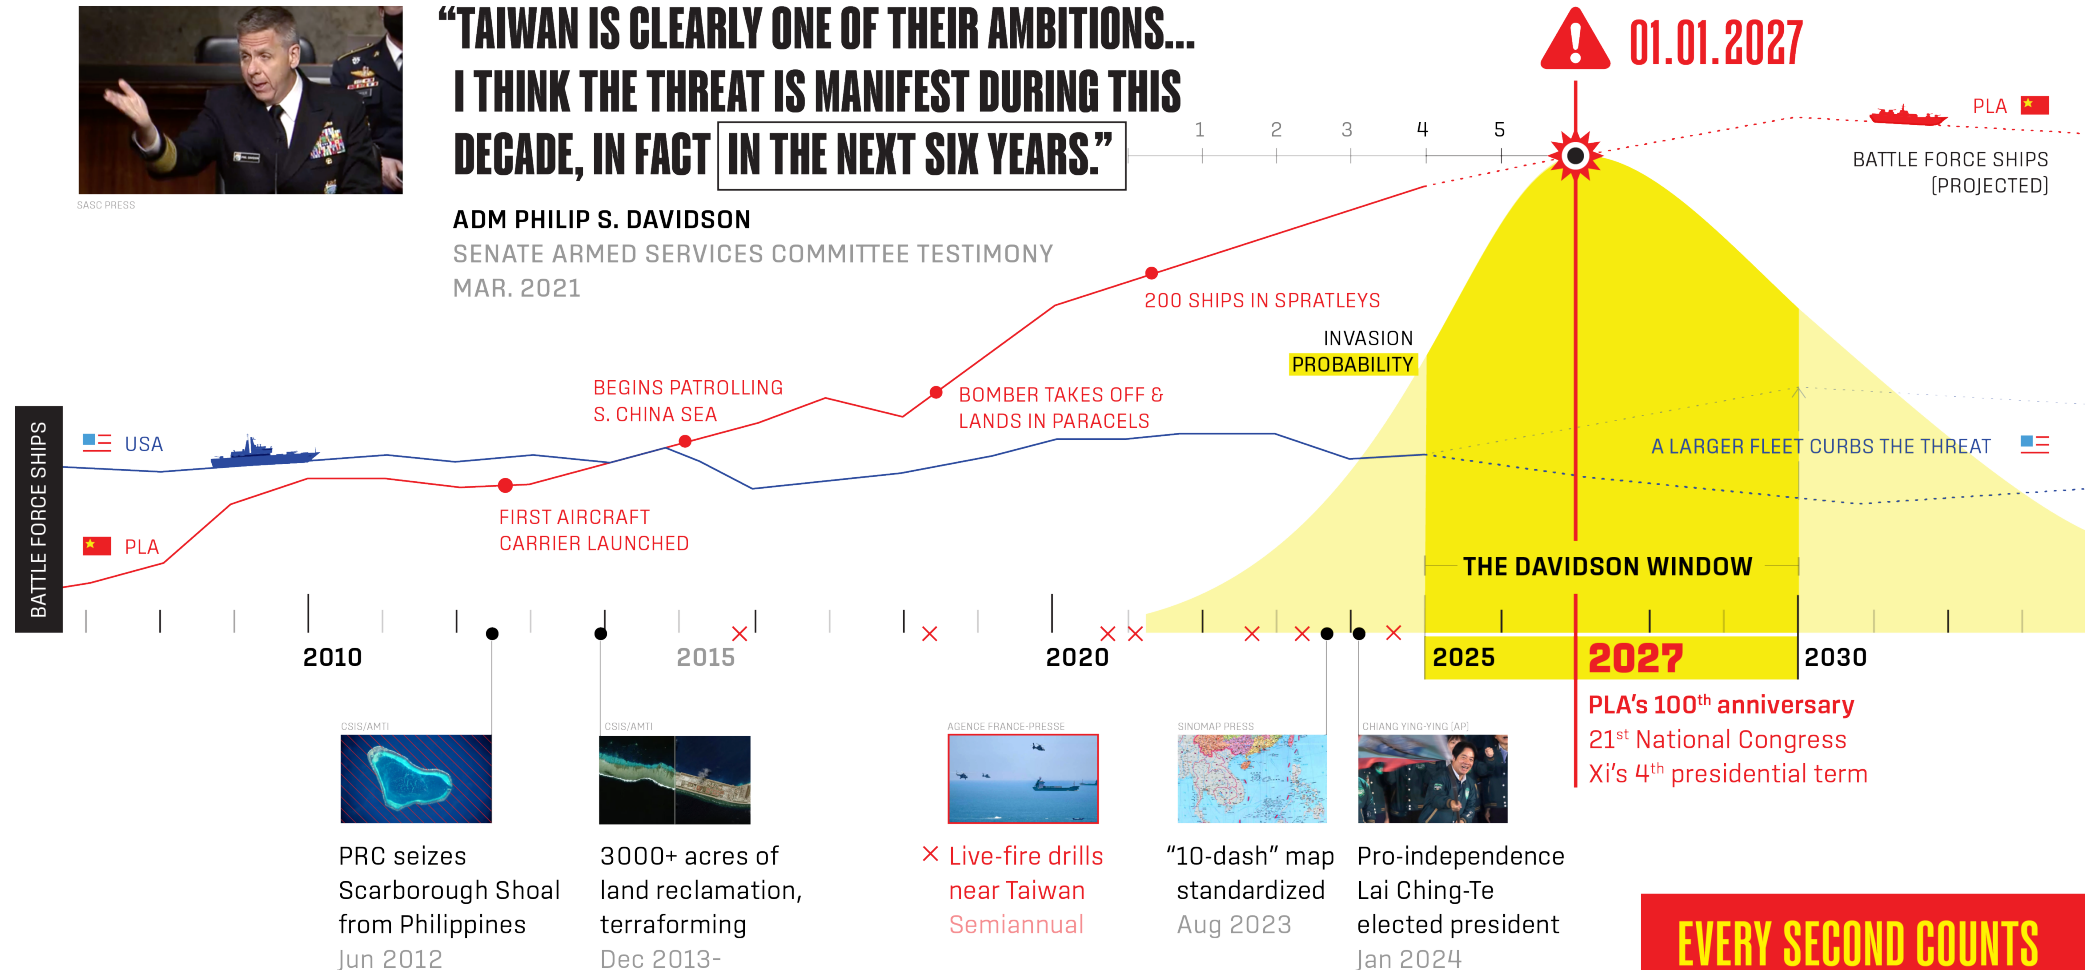 “TAIWAN IS CLEARLY ONE OF THEIR AMBITIONS...
I THINK THE THREAT IS MANIFEST DURING THIS
DECADE, IN FACT IN THE NEXT SIX YEARS.”
SASC PRESS
ADM PHILIP S. DAVIDSON
SENATE ARMED SERVICES COMMITTEE TESTIMONY
MAR. 2021
01.01.2027
1 2 3 4 5
PLA
BATTLE FORCE SHIPS
(PROJECTED)
200 SHIPS IN SPRATLEYS
INVASION
PROBABILITY
BEGINS PATROLLING
S. CHINA SEA
BOMBER TAKES OFF &
LANDS IN PARACELS
BATTLE FORCE SHIPS
USA
A LARGER FLEET CURBS THE THREAT
FIRST AIRCRAFT
CARRIER LAUNCHED
PLA
THE DAVIDSON WINDOW
2010 2015 2020 2025 2027 2030
PLA’S 100th anniversary
21st National Congress
Xi’s 4th presidential term
CSIS/AMTI
PRC seizes
Scarborough Shoal
from Philippines
Jun 2012
CSIS/AMTI
3000+ acres of
land reclamation,
terraforming
Dec 2013-
AGENCE FRANCE-PRESSE
× Live-fire drills
near Taiwan
Semiannual
SINOMAP PRESS
“10-dash” map
standardized
Aug 2023
CHIANG YING-YING (AP)
Pro-independence
Lai Ching-Te
elected president
Jan 2024
EVERY SECOND COUNTS